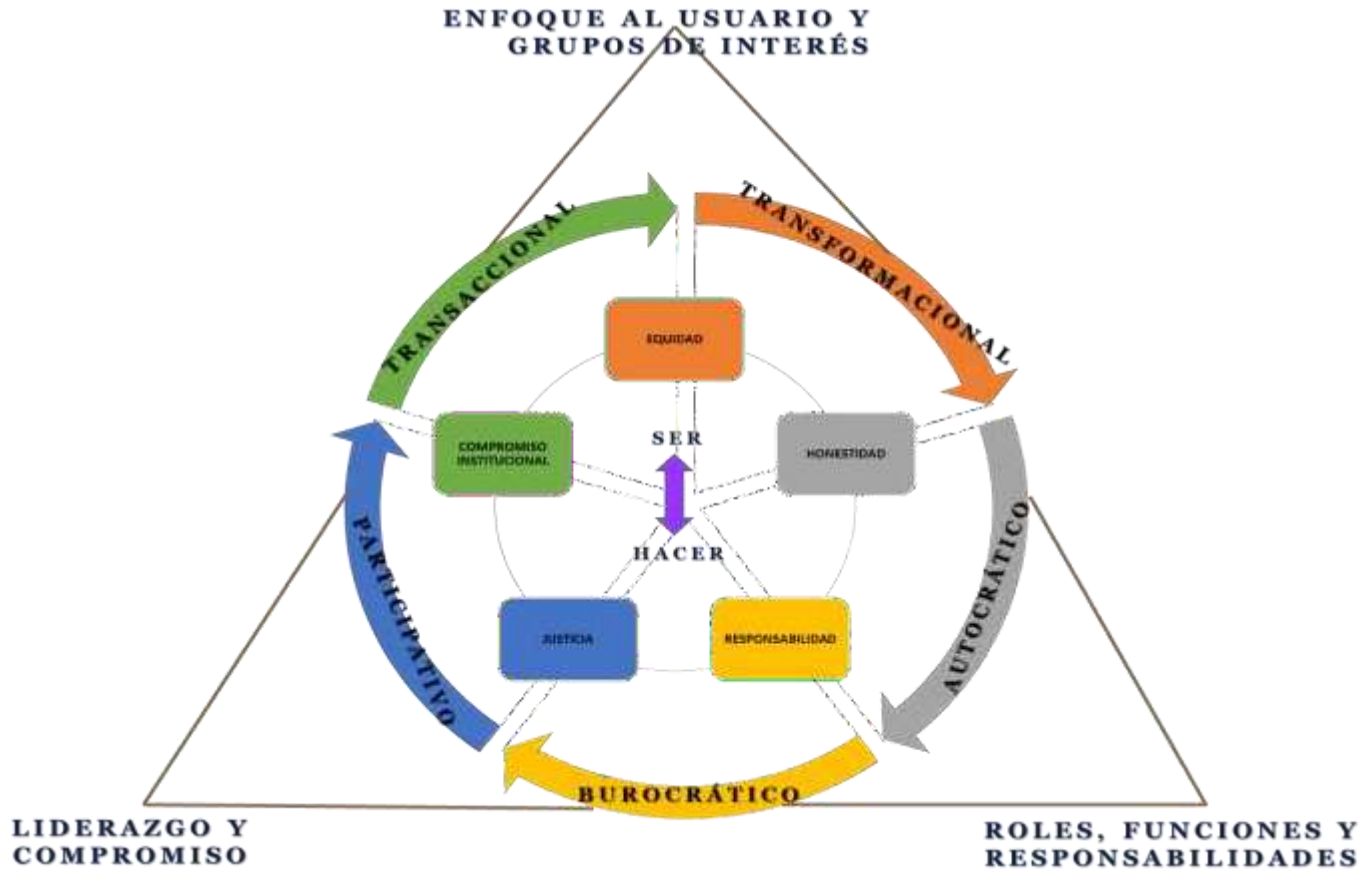 ENFOQUE AL USUARIO Y
GRUPOS DE INTERÉS
TRANSACCIONAL
TRANSFORMACIONAL
EQUIDAD
COMPROMISO
INSTITUCIONAL
SER
HONESTIDAD
HACER
PARTICIPATIVO
AUTOCRÁTICO
JUSTICIA
RESPONSABILIDAD
BUROCRÁTICO
LIDERAZGO Y
COMPROMISO
ROLES, FUNCIONES Y
RESPONSABILIDADES